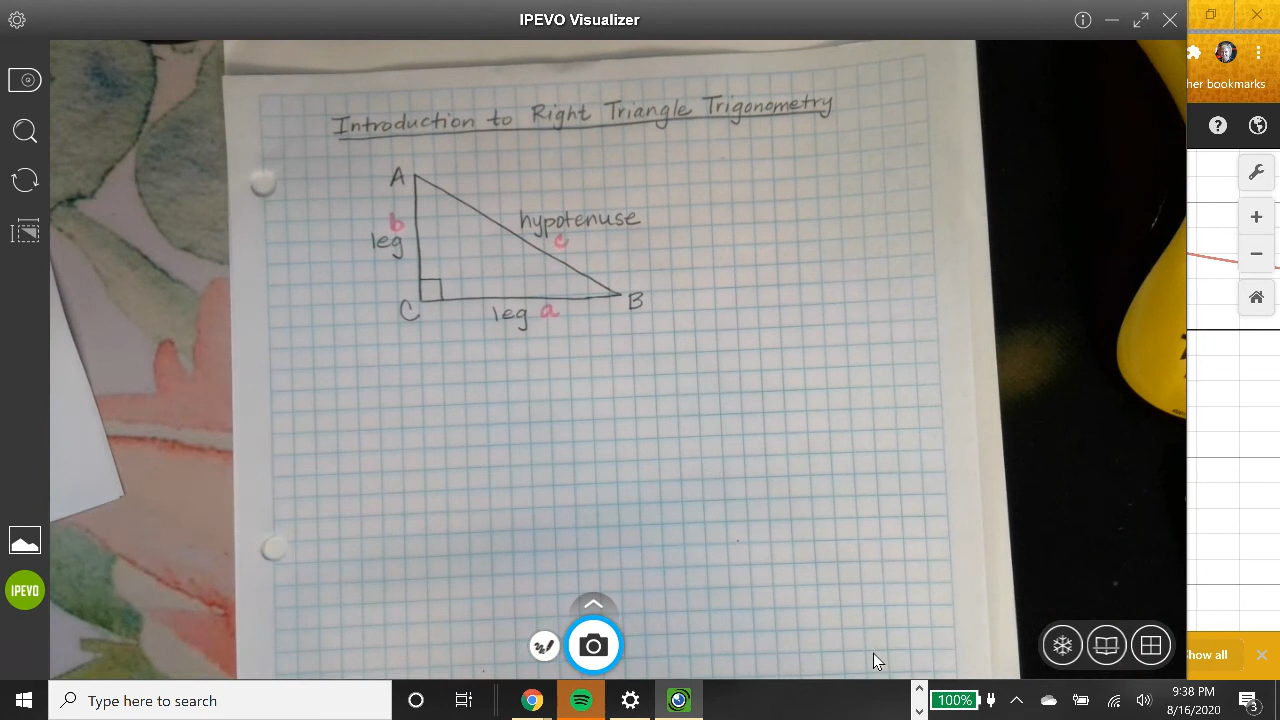 IPEVO Visualizer
her bookmarks
Introduction to Right Triangle Trigonometry
A
hypotenuse
b
c
leg
C
leg a
B
IPEVO
Show all
Type here to search
100%
9:38 PM
8/16/2020
3